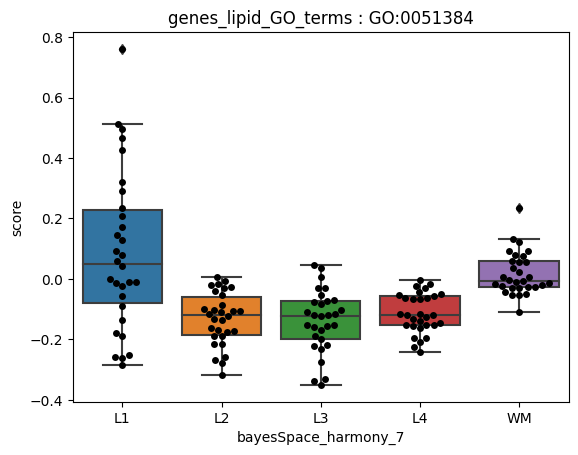 genes_lipid_GO_terms : GO:0051384
0.8
0.6
0.4
0.2
0.0
−0.2
−0.4
score
L1 L2 L3 L4 WM
bayesSpace_harmony_7